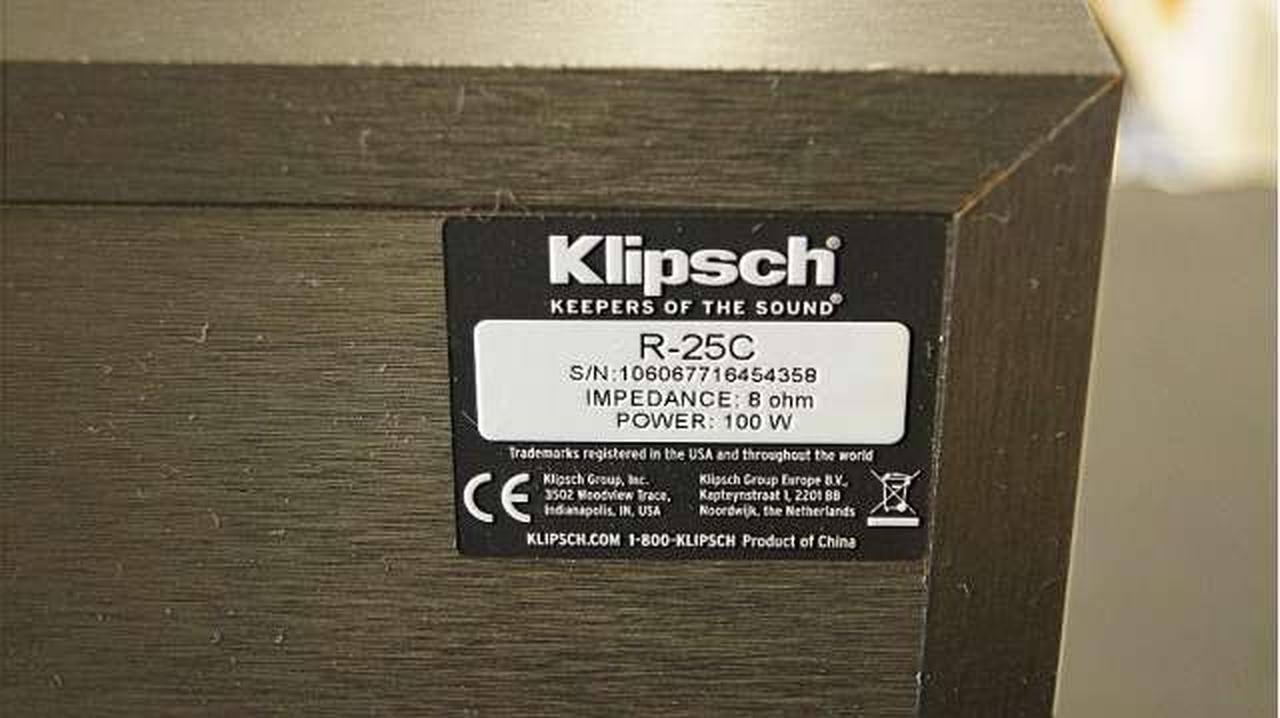 Klipsch®
KEEPERS OF THE SOUND®
R-25C
S/N:106067716454358
IMPEDANCE: 8 ohm
POWER: 100 W
Trademarks registered in the USA and throughout the world
Klipsch Group, Inc.
3502 Woodview Trace,
Indianapolis, IN, USA
Klipsch Group Europe B.V.,
Kapteynstraat 1, 2201 BB
Noordwijk, the Netherlands
CE
KLIPSCH.COM 1-800-KLIPSCH Product of China